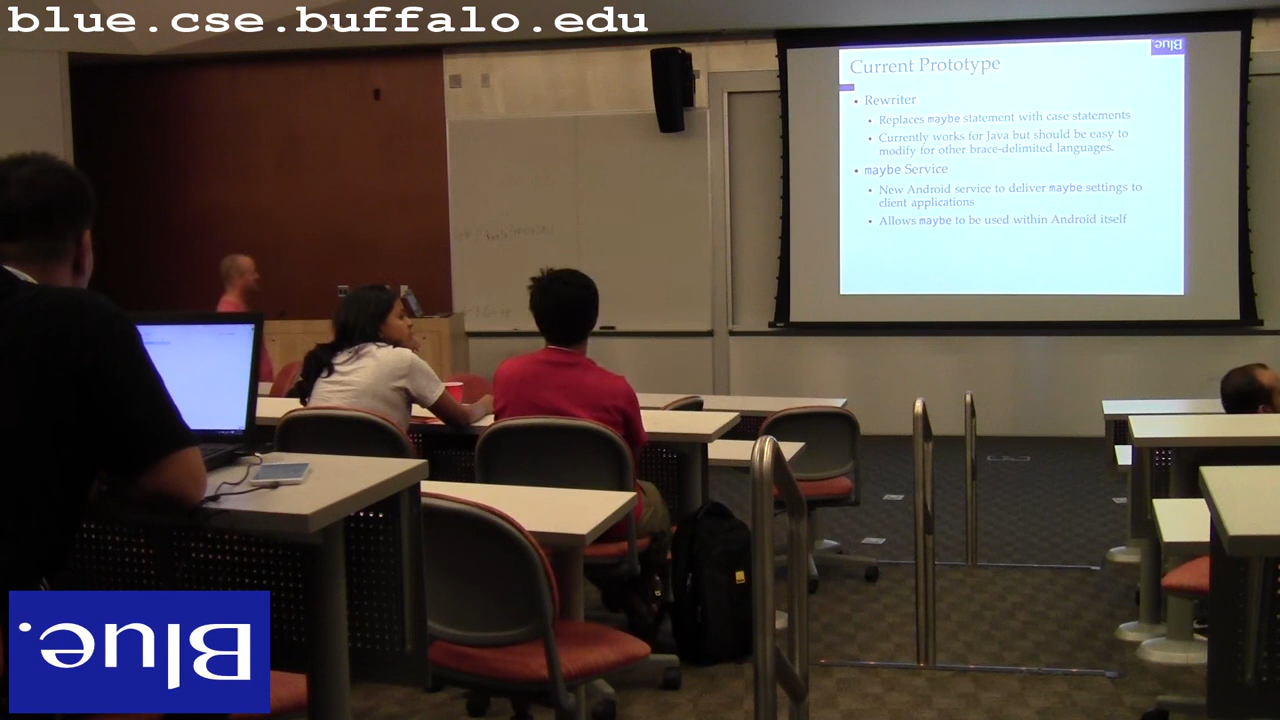 blue.cse.buffalo.edu
Blue.
Current Prototype
• Rewriter
• Replaces maybe statement with case statements
• Currently works for Java but should be easy to
modify for other brace-delimited languages.
• maybe Service
• New Android service to deliver maybe settings to
client applications
• Allows maybe to be used within Android itself
Blue.